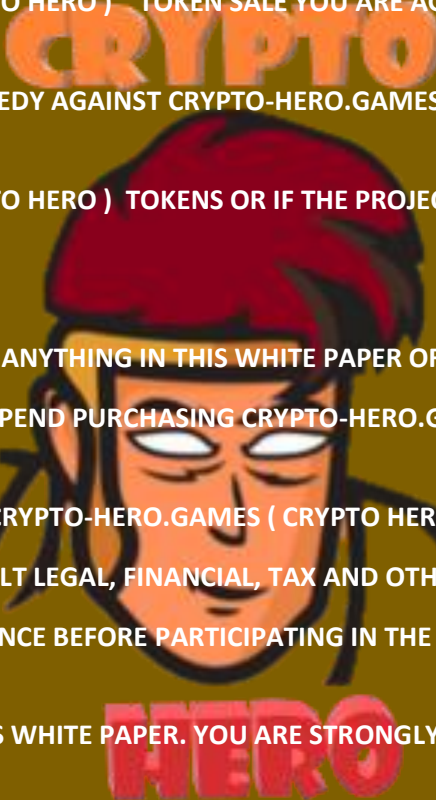 O HERO ) TOKEN SALE YOU ARE AC
CRYPTO
EDY AGAINST CRYPTO-HERO.GAMES
O HERO ) TOKENS OR IF THE PROJEC
ANYTHING IN THIS WHITE PAPER OF
PEND PURCHASING CRYPTO-HERO.G
CRYPTO-HERO.GAMES ( CRYPTO HER
LT LEGAL, FINANCIAL, TAX AND OTH
NCE BEFORE PARTICIPATING IN THE
HERO
S WHITE PAPER. YOU ARE STRONGLY